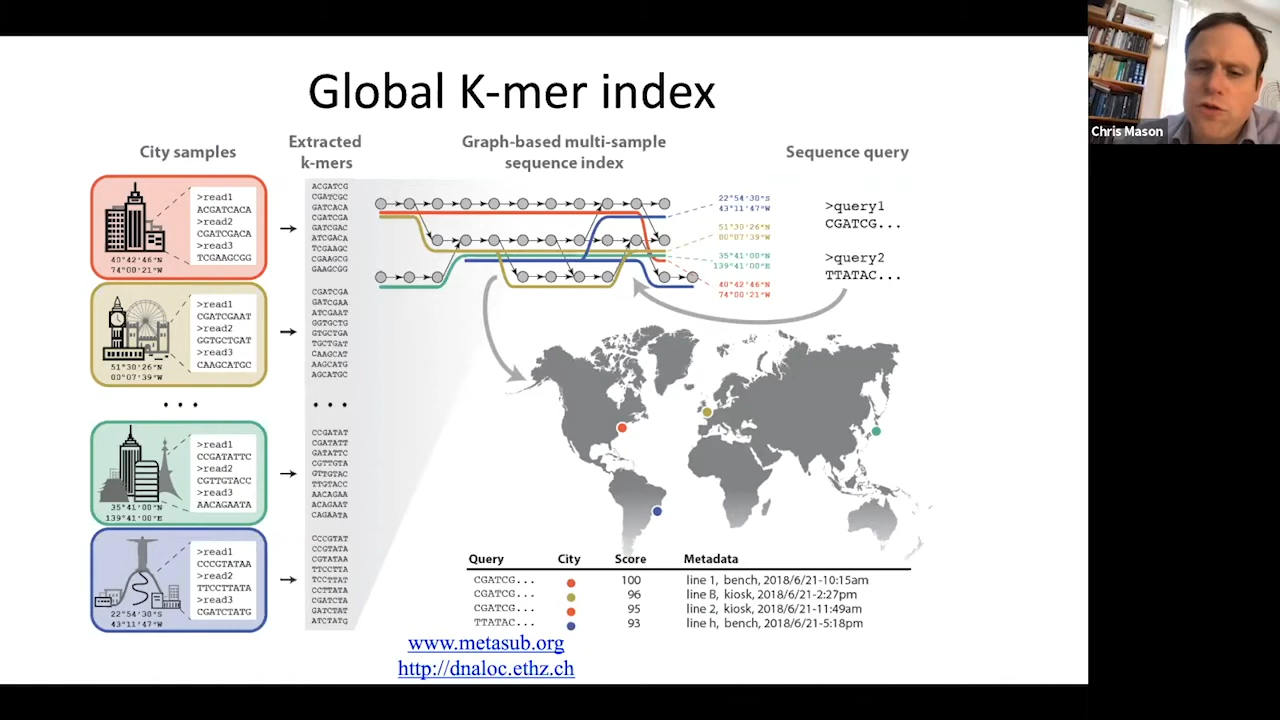 Global K-mer index
Chris Mason
City samples
Extracted
k-mers
Graph-based multi-sample
sequence index
Sequence query
>read1
ACGATCACA
>read2
CGATCGACA
>read3
TCGAAGCGG
40°42'46"N
74°00'21"W
>read1
CGATCGAAT
>read2
GGTGCTGAT
>read3
CAAGCATGC
51°30'26"N
00°07'39"W
• • •
>read1
CCGATATTC
>read2
CGTTGTACC
>read3
AACAGAATA
35°41'00"N
139°41'00"E
>read1
CCCGTATAA
>read2
TTCCTTATA
>read3
CGATCTATG
22°54'30"S
43°11'47"W
ACGATCG
CGATCGC
GATCACA
CGATCGA
GATCGAC
ATCGACA
TCGAAGC
CGAAGCG
GAAGCGG
CGATCGA
GATCGAA
ATCGAAT
GGTGCTG
GTGCTGA
TGCTGAT
CAAGCAT
AAGCATG
AGCATGC
• • •
CCGATAT
CGATATT
GATATTC
CGTTGTA
GTTGTAC
TTGTACC
AACAGAA
ACAGAAT
CAGAATA
CCCGTAT
CCGTATA
CGTATAA
TTCCTTA
TCCTTAT
CCTTATA
CGATCTA
GATCTAT
ATCTATG
22°54'30"S
43°11'47"W
51°30'26"N
00°07'39"W
35°41'00"N
139°41'00"E
40°42'46"N
74°00'21"W
>query1
CGATCG...
>query2
TTATAC...
Query City Score Metadata
CGATCG... 100 line 1, bench, 2018/6/21-10:15am
CGATCG... 96 line B, kiosk, 2018/6/21-2:27pm
CGATCG... 95 line 2, kiosk, 2018/6/21-11:49am
TTATAC... 93 line h, bench, 2018/6/21-5:18pm
www.metasub.org
http://dnaloc.ethz.ch